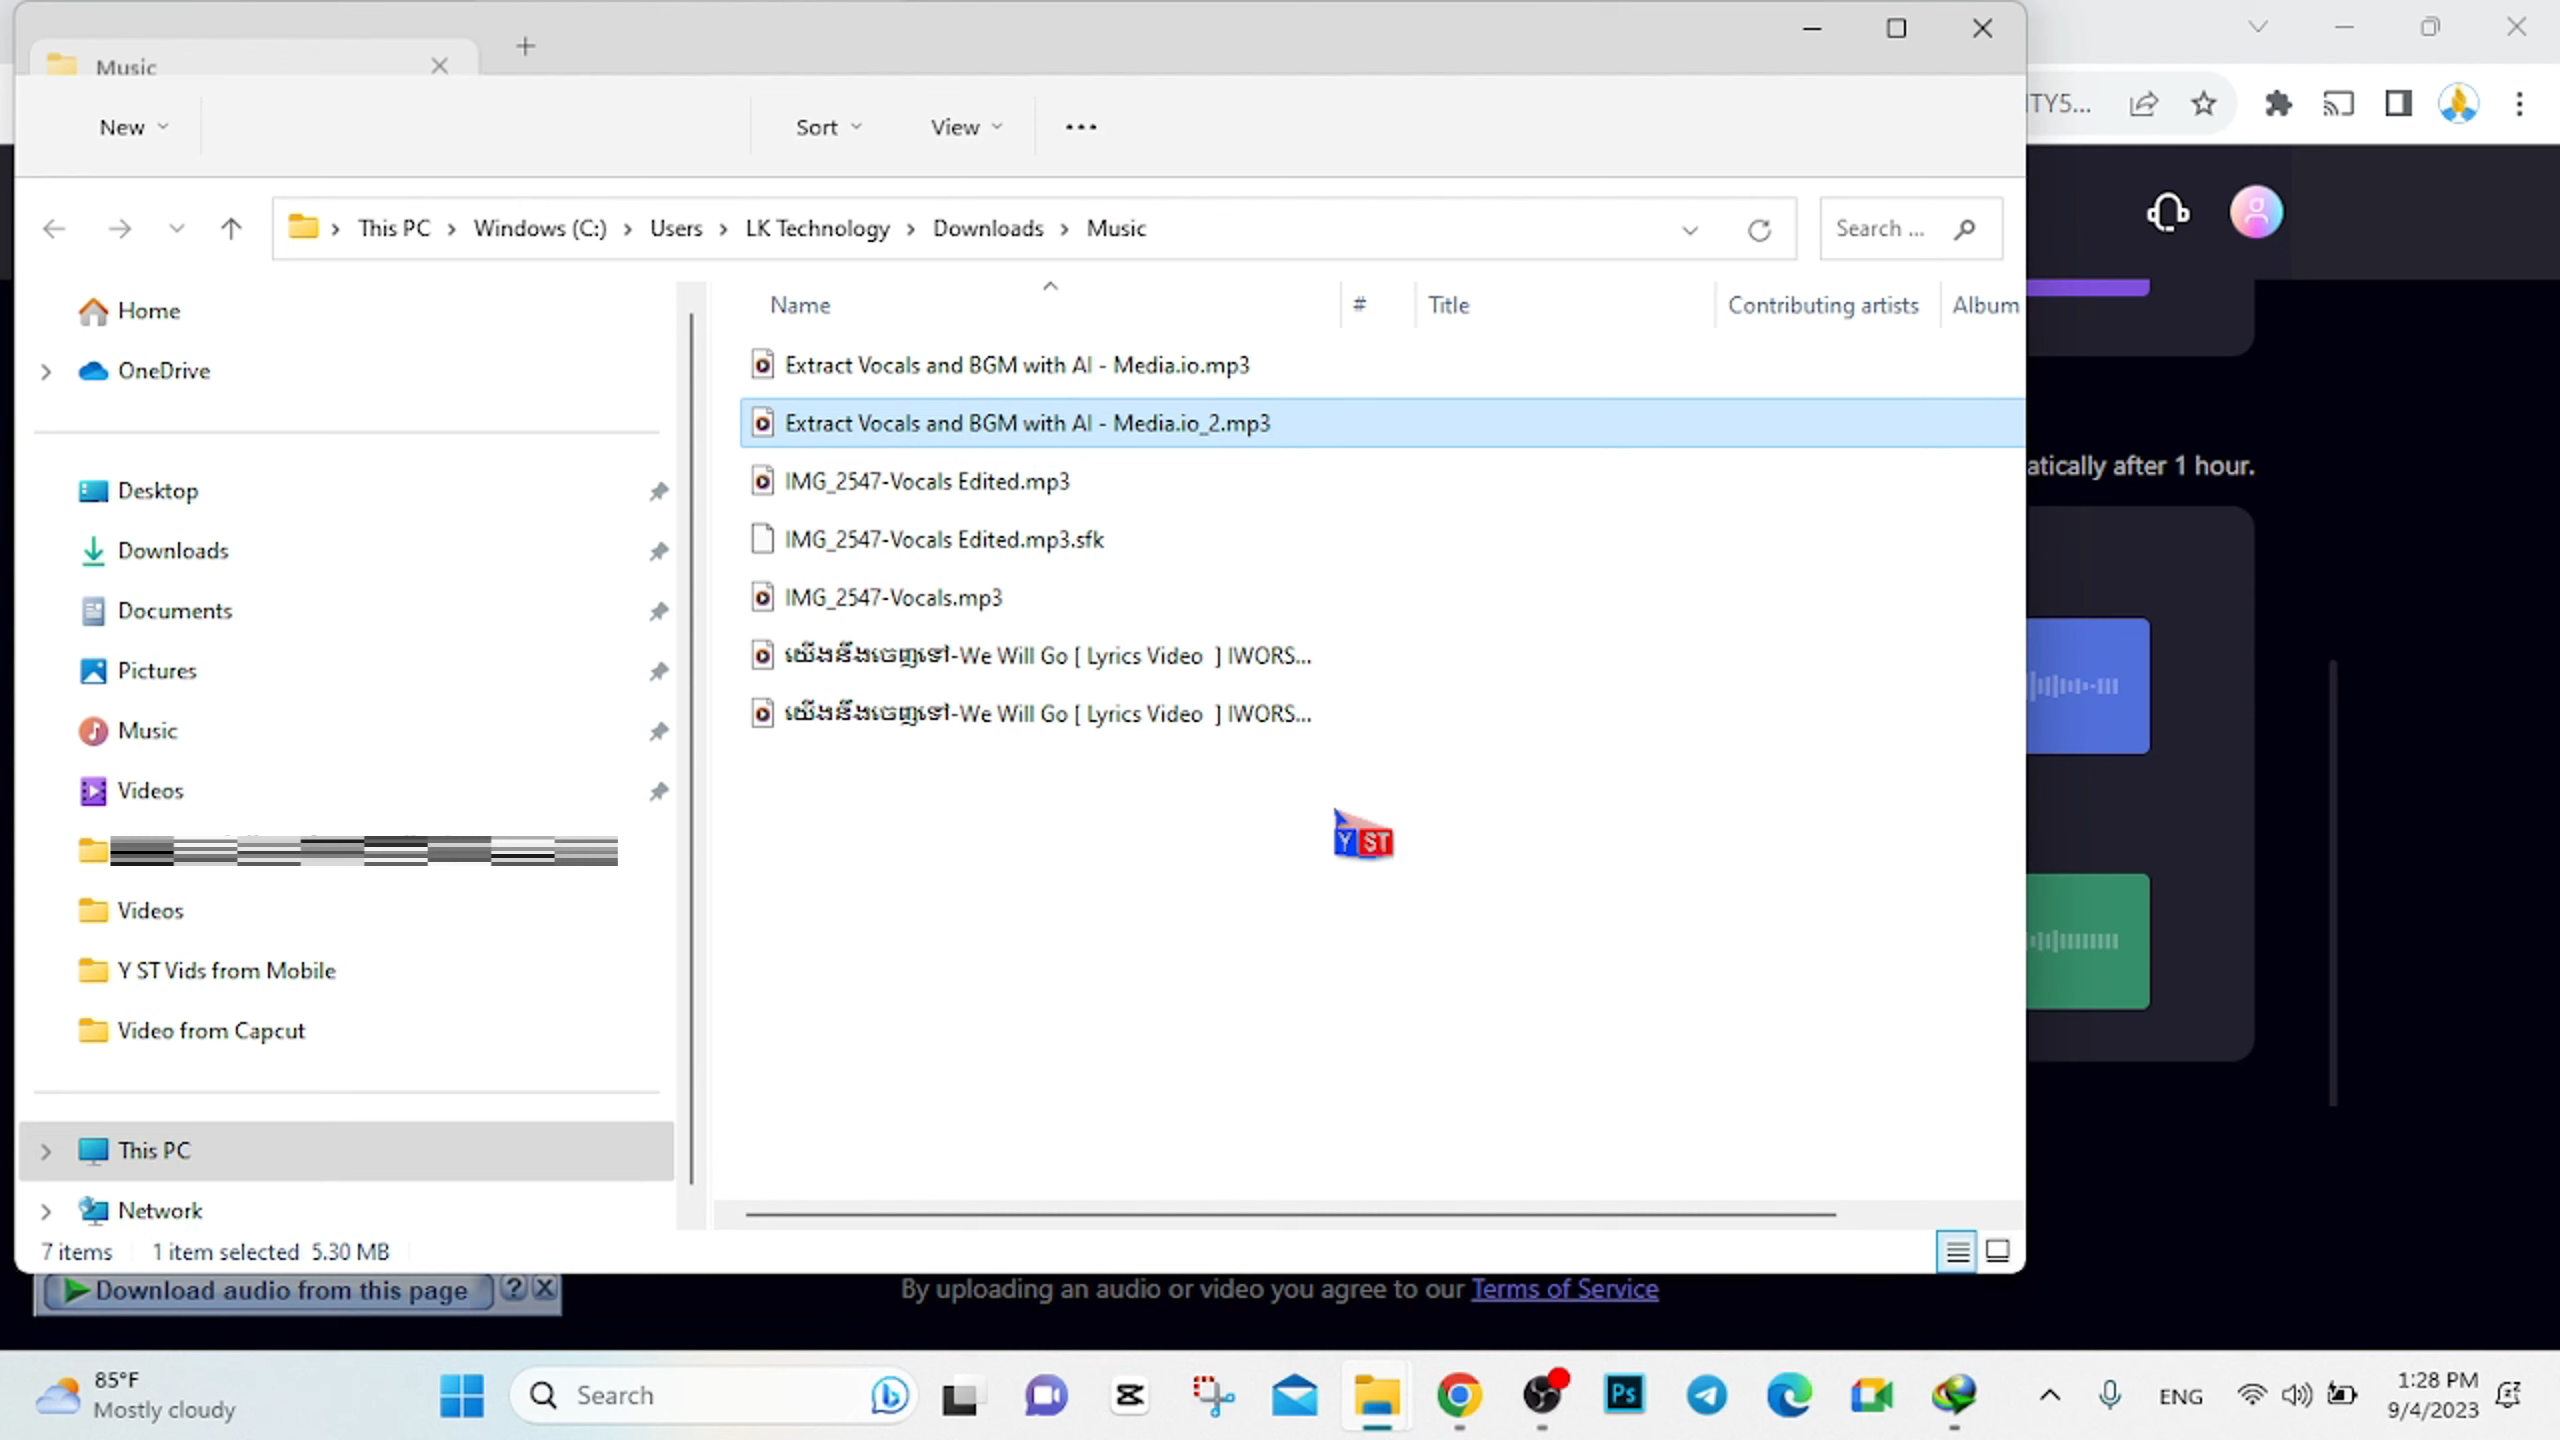 Music
New
Sort
View
This PC
Windows (C:)
Users
LK Technology
Downloads
Music
Search ...
ITY5...
Name
#
Title
Contributing artists
Album
Home
OneDrive
Desktop
Downloads
Documents
Pictures
Music
Videos
Videos
Y ST Vids from Mobile
Video from Capcut
This PC
Network
Extract Vocals and BGM with AI - Media.io.mp3
Extract Vocals and BGM with AI - Media.io_2.mp3
IMG_2547-Vocals Edited.mp3
IMG_2547-Vocals Edited.mp3.sfk
IMG_2547-Vocals.mp3
យើងនឹងចេញទៅ-We Will Go [ Lyrics Video ] IWORS...
យើងនឹងចេញទៅ-We Will Go [ Lyrics Video ] IWORS...
Y ST
atically after 1 hour.
7 items
1 item selected 5.30 MB
Download audio from this page
?
X
By uploading an audio or video you agree to our Terms of Service
85°F
Mostly cloudy
Search
Ps
ENG
1:28 PM
9/4/2023